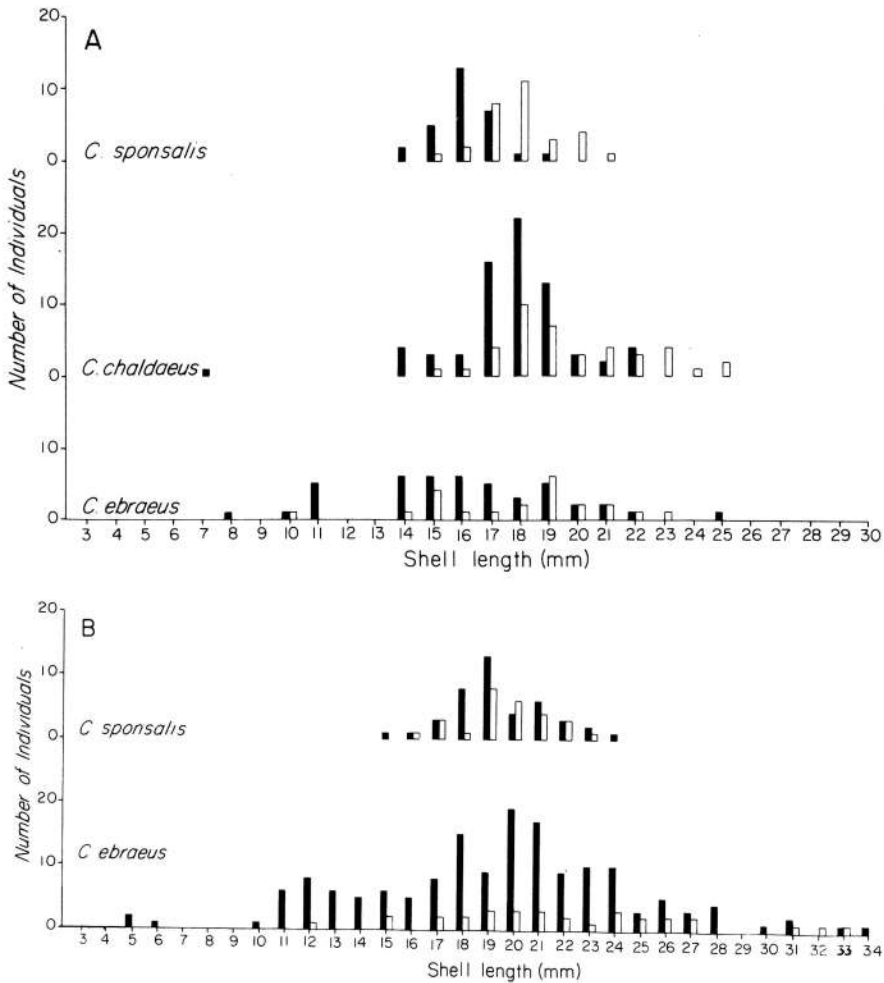 A
20
10
0
C. sponsalis
20
10
0
C. chaldaeus
10
0
C. ebraeus
Number of Individuals
3 4 5 6 7 8 9 10 11 12 13 14 15 16 17 18 19 20 21 22 23 24 25 26 27 28 29 30
Shell length (mm)
B
20
10
0
C sponsalis
20
10
0
C ebraeus
Number of Individuals
3 4 5 6 7 8 9 10 11 12 13 14 15 16 17 18 19 20 21 22 23 24 25 26 27 28 29 30 31 32 33 34
Shell length (mm)